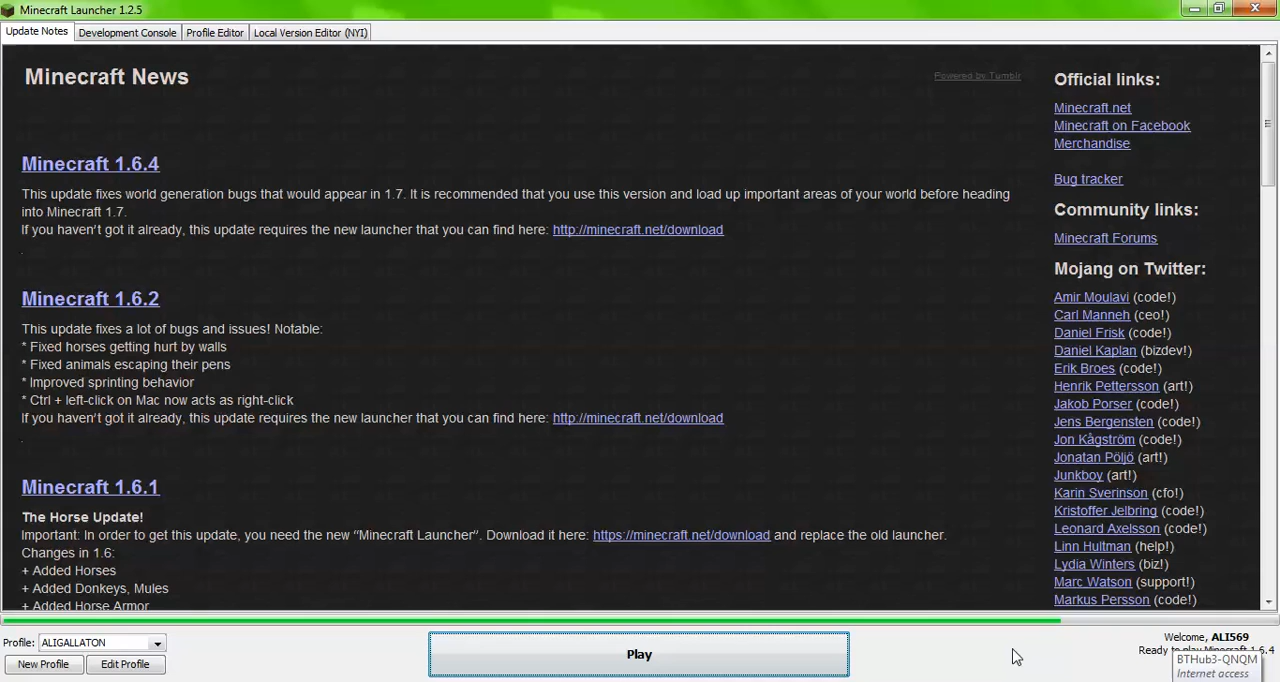 Minecraft Launcher 1.2.5
Update Notes
Development Console
Profile Editor
Local Version Editor (NYI)
Minecraft News
Powered by Tumblr
Minecraft 1.6.4
This update fixes world generation bugs that would appear in 1.7. It is recommended that you use this version and load up important areas of your world before heading
into Minecraft 1.7.
If you haven't got it already, this update requires the new launcher that you can find here: http://minecraft.net/download
Minecraft 1.6.2
This update fixes a lot of bugs and issues! Notable:
* Fixed horses getting hurt by walls
* Fixed animals escaping their pens
* Improved sprinting behavior
* Ctrl + left-click on Mac now acts as right-click
If you haven't got it already, this update requires the new launcher that you can find here: http://minecraft.net/download
Minecraft 1.6.1
The Horse Update!
Important: In order to get this update, you need the new “Minecraft Launcher”. Download it here: https://minecraft.net/download and replace the old launcher.
Changes in 1.6:
+ Added Horses
+ Added Donkeys, Mules
+ Added Horse Armor
Official links:
Minecraft.net
Minecraft on Facebook
Merchandise
Bug tracker
Community links:
Minecraft Forums
Mojang on Twitter:
Amir Moulavi (code!)
Carl Manneh (ceo!)
Daniel Frisk (code!)
Daniel Kaplan (bizdev!)
Erik Broes (code!)
Henrik Pettersson (art!)
Jakob Porser (code!)
Jens Bergensten (code!)
Jon Kågström (code!)
Jonatan Pöljö (art!)
Junkboy (art!)
Karin Sverinson (cfo!)
Kristoffer Jelbring (code!)
Leonard Axelsson (code!)
Linn Hultman (help!)
Lydia Winters (biz!)
Marc Watson (support!)
Markus Persson (code!)
Profile: ALIGALLATON
New Profile
Edit Profile
Play
Welcome, ALI569
Ready to play Minecraft 1.6.4
BTHub3-QNQM
Internet access